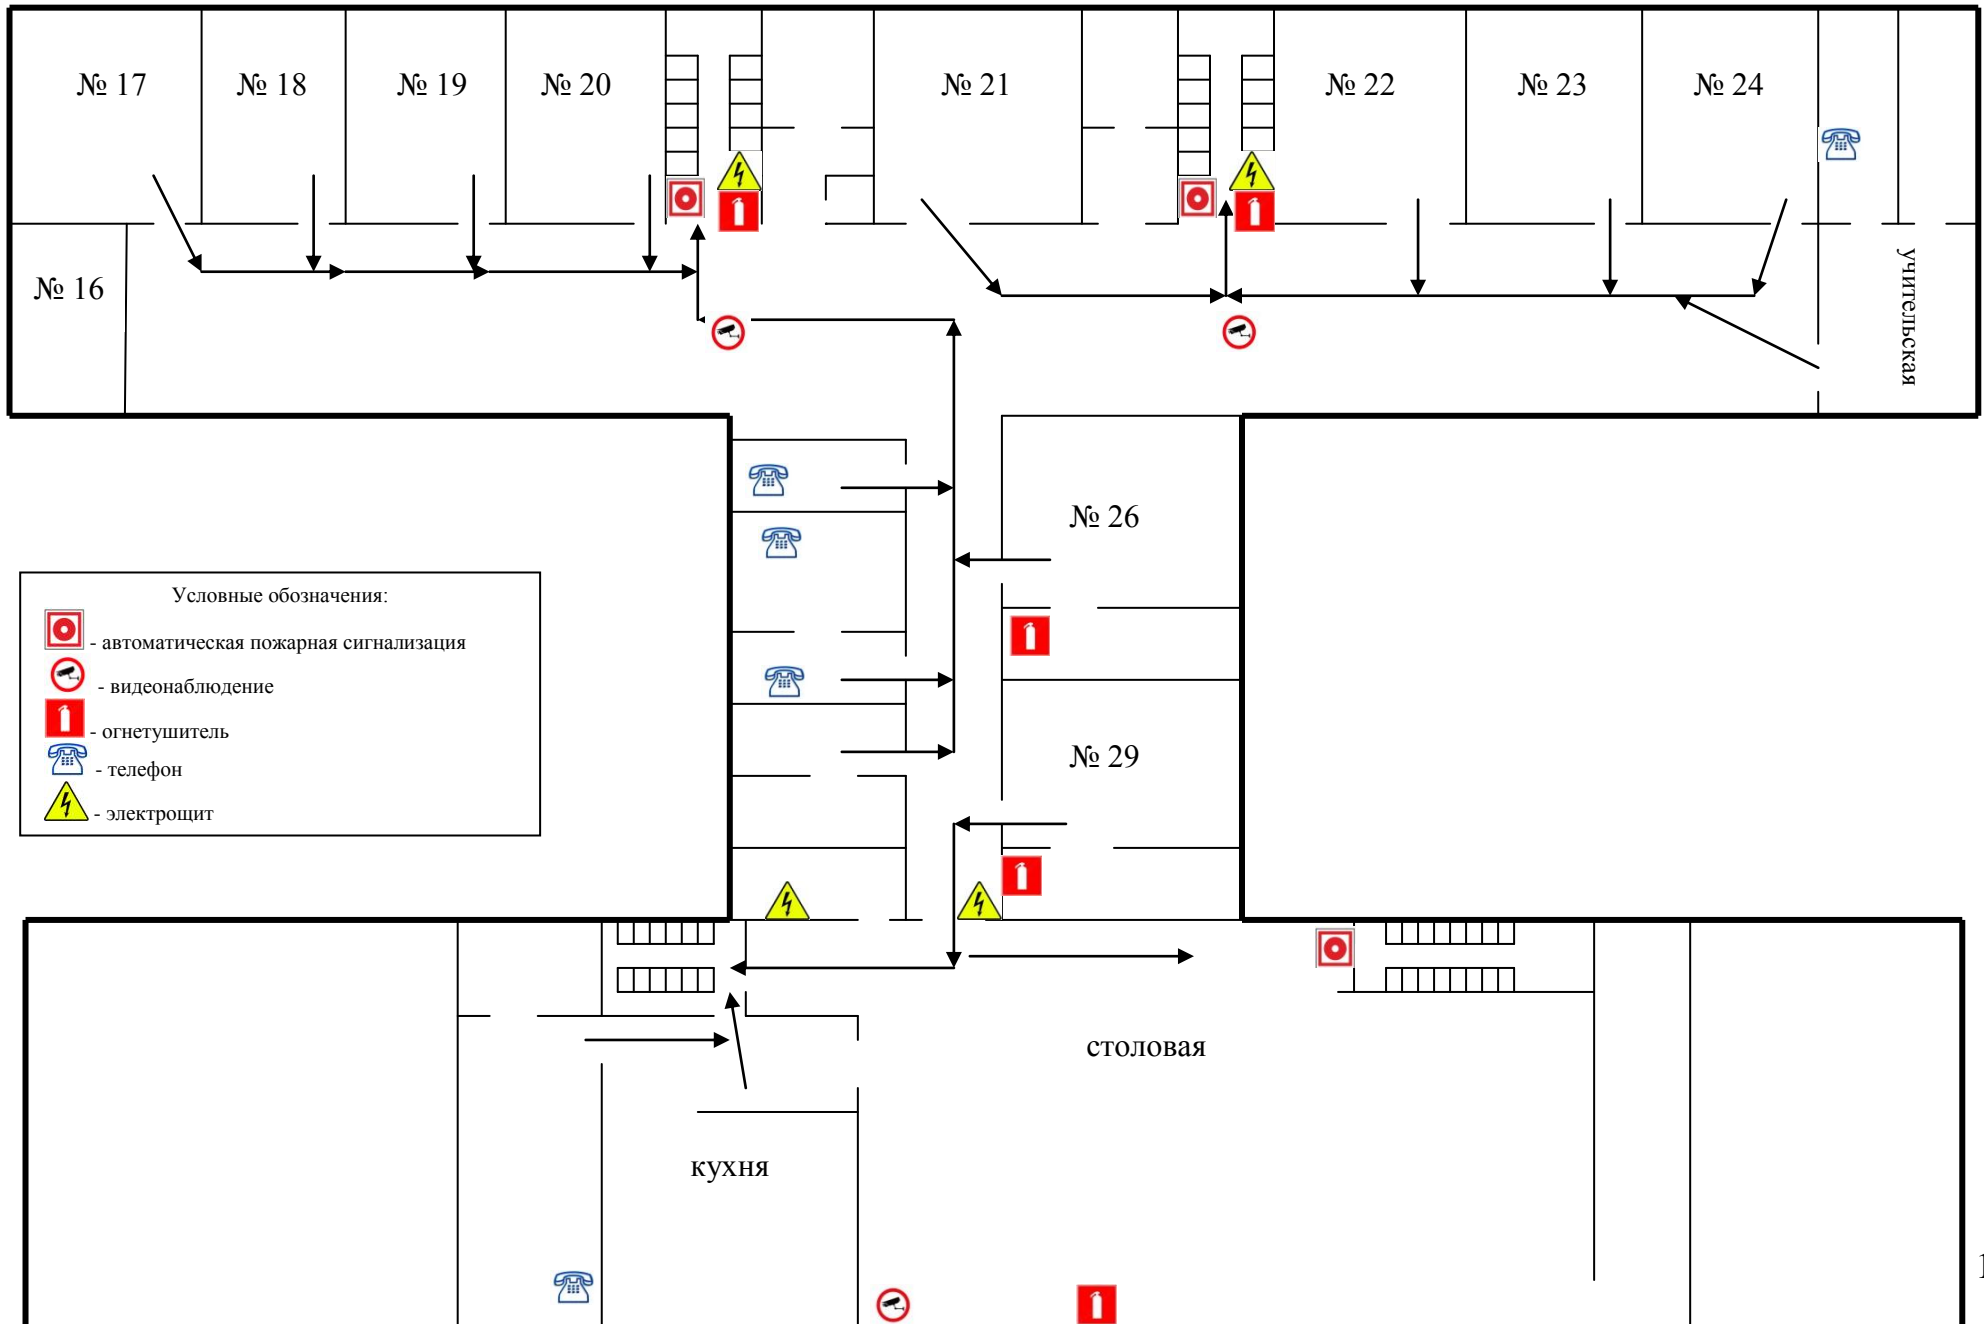 № 17
№ 18
№ 19
№ 20
№ 21
№ 22
№ 23
№ 24
№ 16
учительская
№ 26
Условные обозначения:
- автоматическая пожарная сигнализация
- видеонаблюдение
- огнетушитель
- телефон
- электрощит
№ 29
столовая
кухня
1